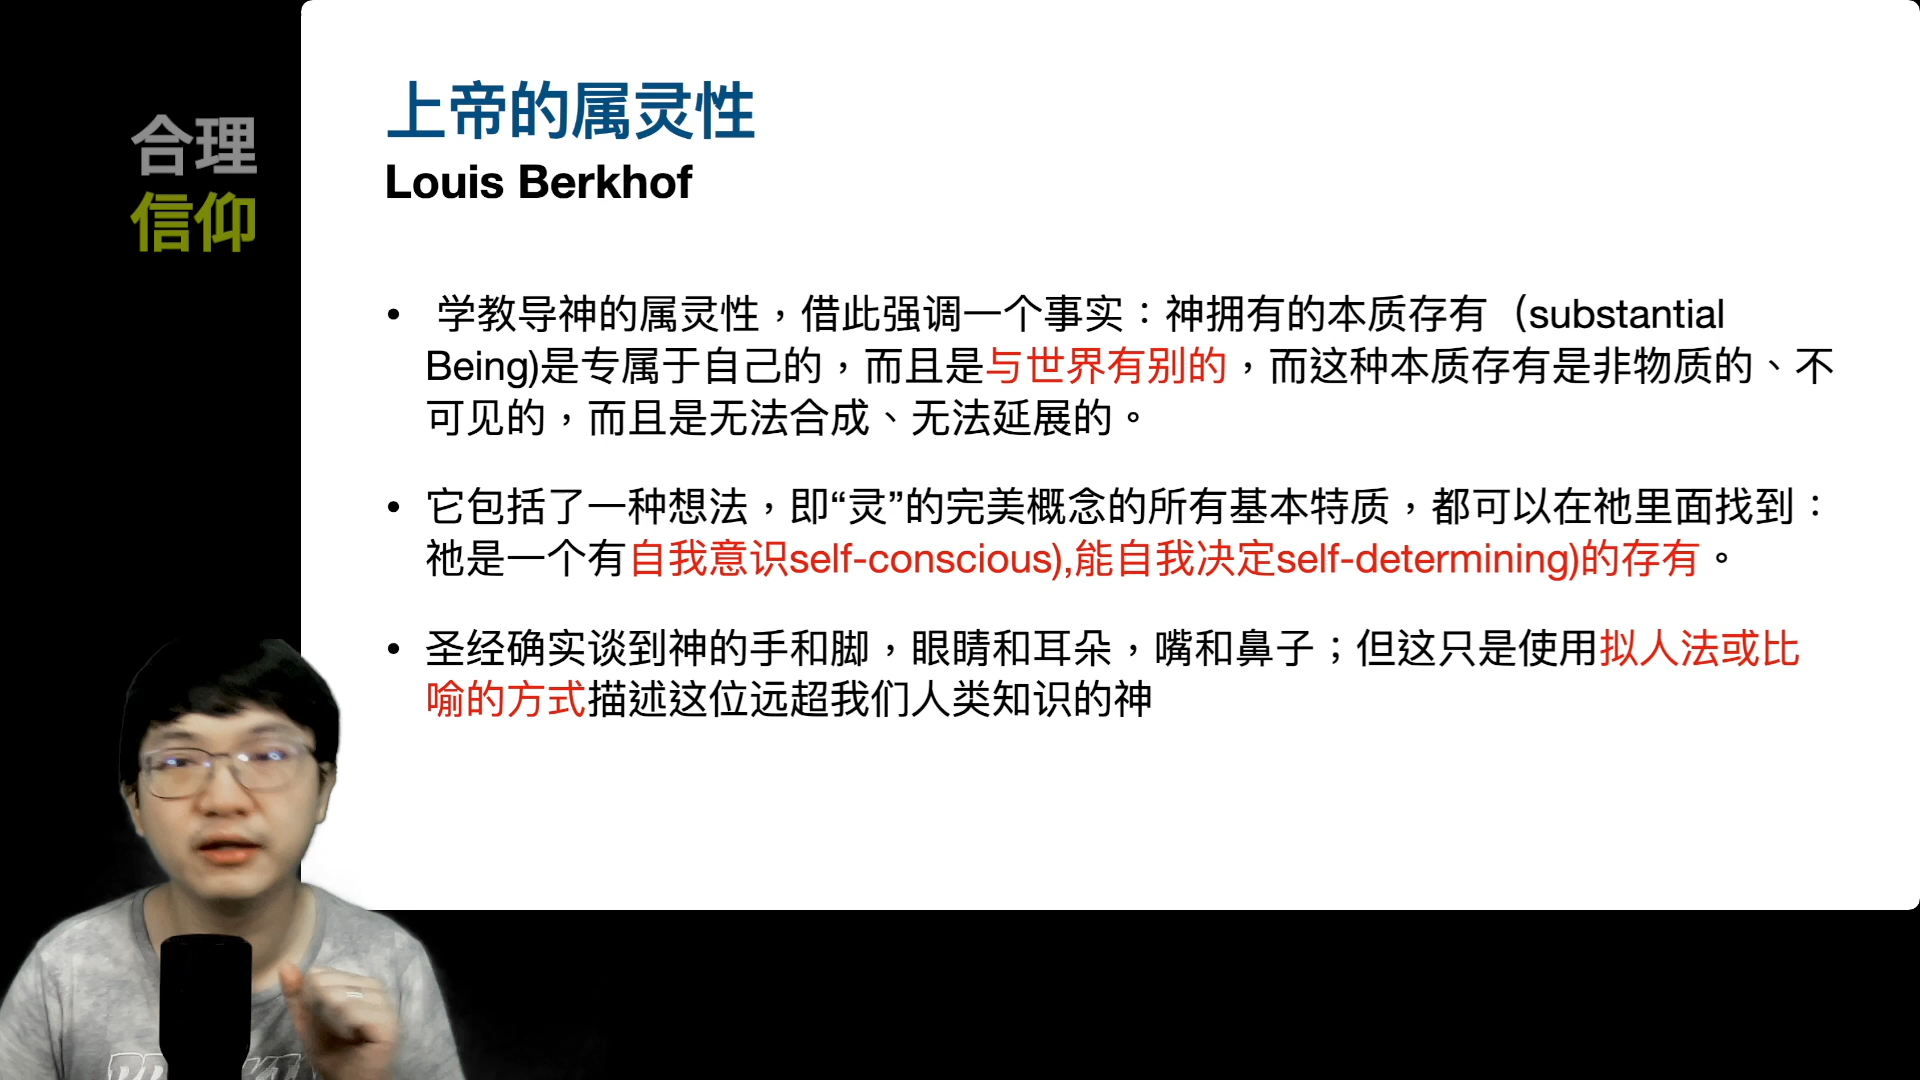 合理
信仰
上帝的属灵性
Louis Berkhof
• 学教导神的属灵性，借此强调一个事实：神拥有的本质存有（substantial
Being)是专属于自己的，而且是与世界有别的，而这种本质存有是非物质的、不
可见的，而且是无法合成、无法延展的。
• 它包括了一种想法，即“灵”的完美概念的所有基本特质，都可以在祂里面找到：
祂是一个有自我意识self-conscious),能自我决定self-determining)的存有。
• 圣经确实谈到神的手和脚，眼睛和耳朵，嘴和鼻子；但这只是使用拟人法或比
喻的方式描述这位远超我们人类知识的神